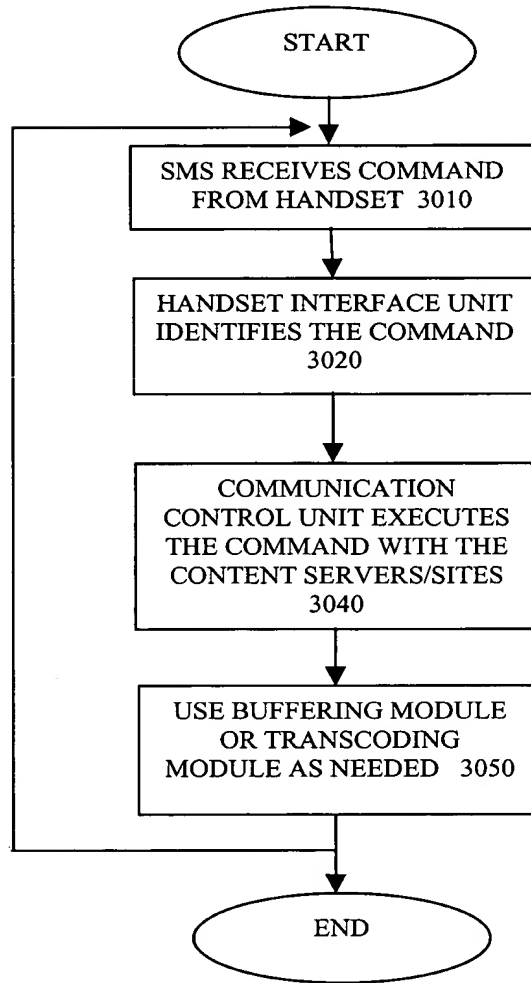 START
SMS RECEIVES COMMAND
FROM HANDSET 3010
HANDSET INTERFACE UNIT
IDENTIFIES THE COMMAND
3020
COMMUNICATION
CONTROL UNIT EXECUTES
THE COMMAND WITH THE
CONTENT SERVERS/SITES
3040
USE BUFFERING MODULE
OR TRANSCODING
MODULE AS NEEDED 3050
END